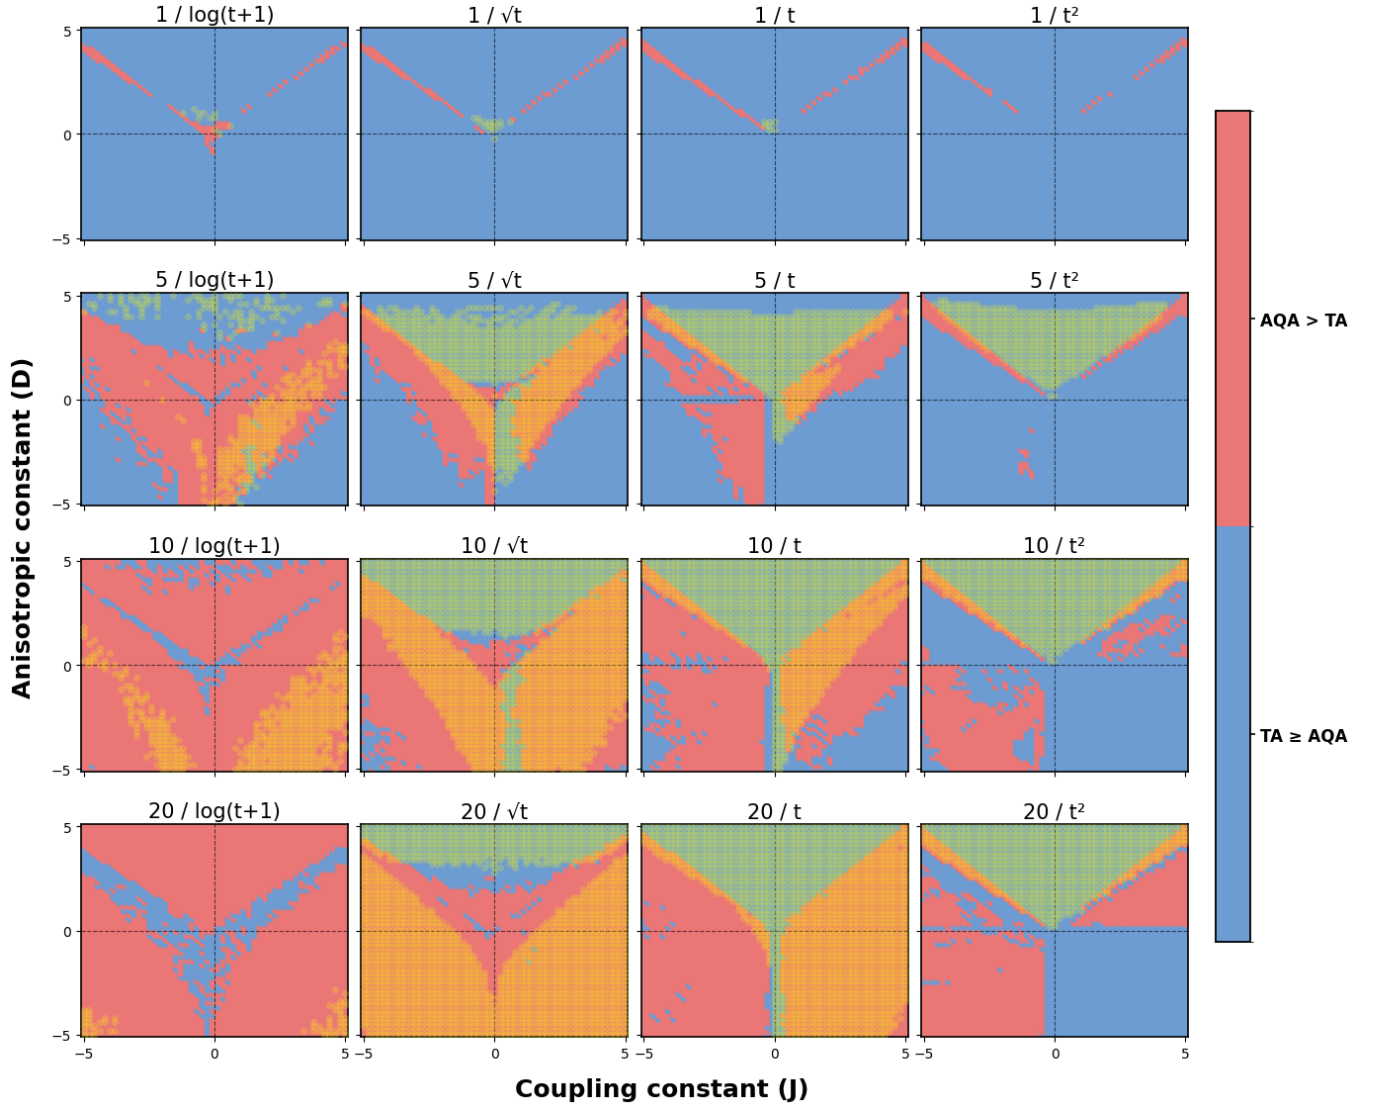 1 / log(t+1)
1 / √t
1 / t
1 / t²
5
0
−5
5 / log(t+1)
5 / √t
5 / t
5 / t²
5
0
−5
10 / log(t+1)
10 / √t
10 / t
10 / t²
5
0
−5
20 / log(t+1)
20 / √t
20 / t
20 / t²
5
0
−5
−5 0 5
−5 0 5
−5 0 5
−5 0 5
Anisotropic constant (D)
Coupling constant (J)
AQA > TA
TA ≥ AQA